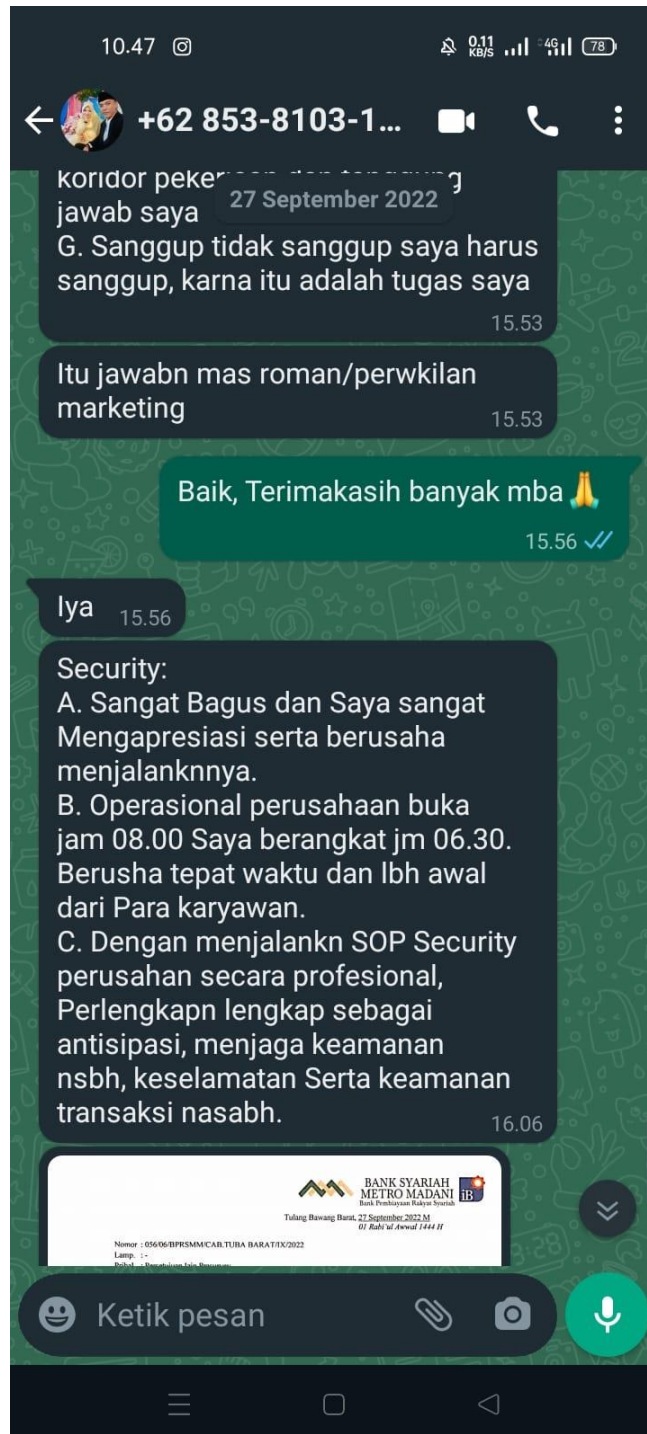 10.47
0.11 KB/S 4G 78
+62 853-8103-1...
27 September 2022
jawab saya
G. Sanggup tidak sanggup saya harus
sanggup, karna itu adalah tugas saya
15.53
Itu jawabn mas roman/perwkilan
marketing
15.53
Baik, Terimakasih banyak mba
15.56
Iya
15.56
Security:
A. Sangat Bagus dan Saya sangat
Mengapresiasi serta berusaha
menjalanknnya.
B. Operasional perusahaan buka
jam 08.00 Saya berangkat jm 06.30.
Berusha tepat waktu dan lbh awal
dari Para karyawan.
C. Dengan menjalankn SOP Security
perusahan secara profesional,
Perlengkapn lengkap sebagai
antisipasi, menjaga keamanan
nsbh, keselamatan Serta keamanan
transaksi nasabh.
16.06
BANK SYARIAH
METRO MADANI
iB
Bank Pembiayaan Rakyat Syariah
Tulang Bawang Barat, 27 September 2022 M
01 Rabi'ul Awwal 1444 H
Nomor : 056/06/BPRSMM/CAB.TUBA BARAT/IX/2022
Lamp. : -
Ketik pesan